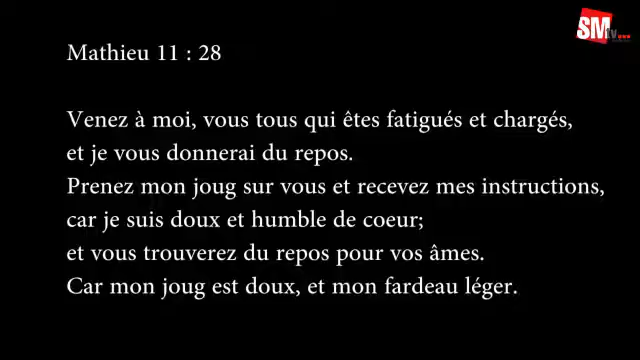 SMtv...
Mathieu 11 : 28
Venez à moi, vous tous qui êtes fatigués et chargés,
et je vous donnerai du repos.
Prenez mon joug sur vous et recevez mes instructions,
car je suis doux et humble de coeur;
et vous trouverez du repos pour vos âmes.
Car mon joug est doux, et mon fardeau léger.